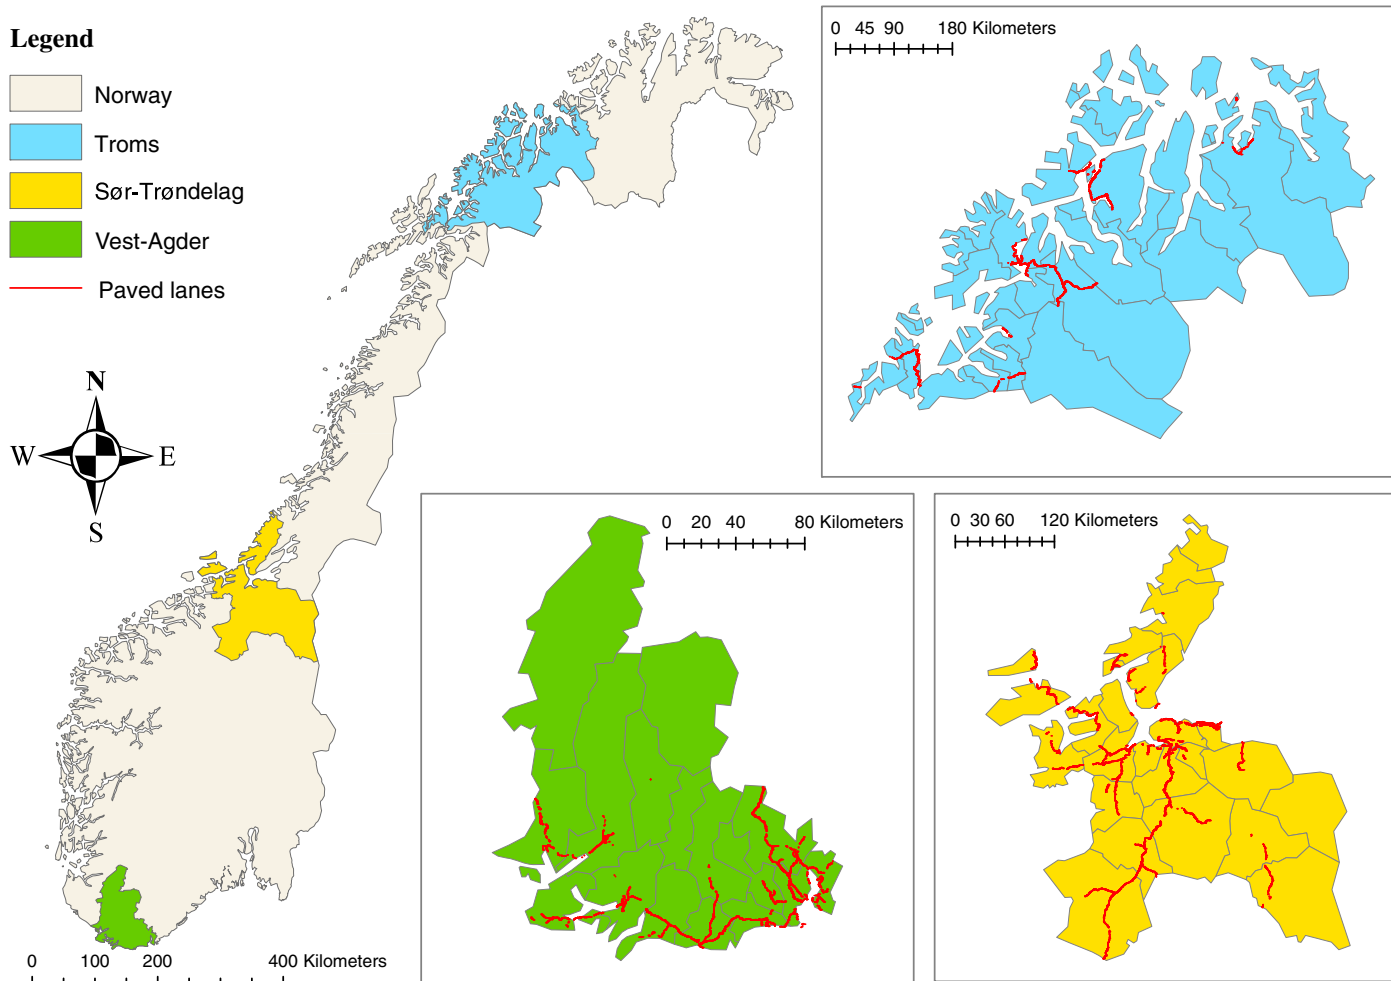 Legend
Norway
Troms
Sør-Trøndelag
Vest-Agder
Paved lanes
N
W E
S
0 100 200 400 Kilometers
0 45 90 180 Kilometers
0 20 40 80 Kilometers
0 30 60 120 Kilometers